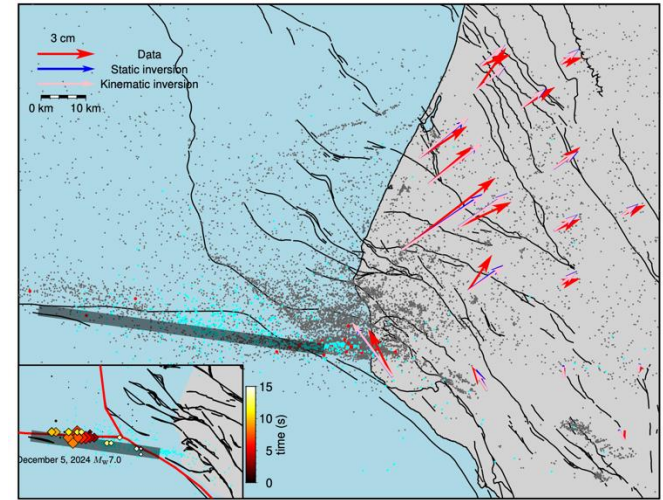 3 cm
Data
Static inversion
Kinematic inversion
0 km 10 km
15
10
5
0
time (s)
December 5, 2024 Mw7.0